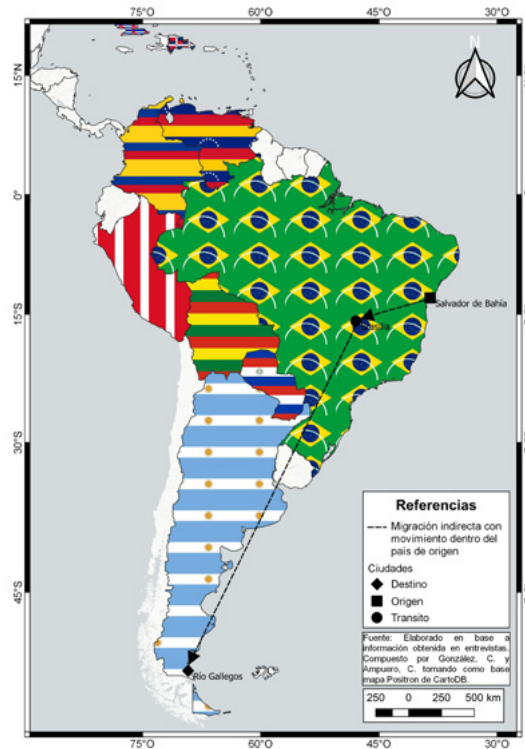 75°O 60°O 45°O 30°O
N
15°N
0°
15°S
30°S
45°S
Salvador de Bahía
Río Gallegos
Referencias
Migración indirecta con
movimiento dentro del
país de origen
Ciudades
Destino
Origen
Transito
Fuente: Elaborado en base a
información obtenida en entrevistas.
Compuesto por González, C. y
Ampuero, C. tomando como base
mapa Positron de CartoDB.
250 0 250 500 km
75°O 60°O 45°O 30°O